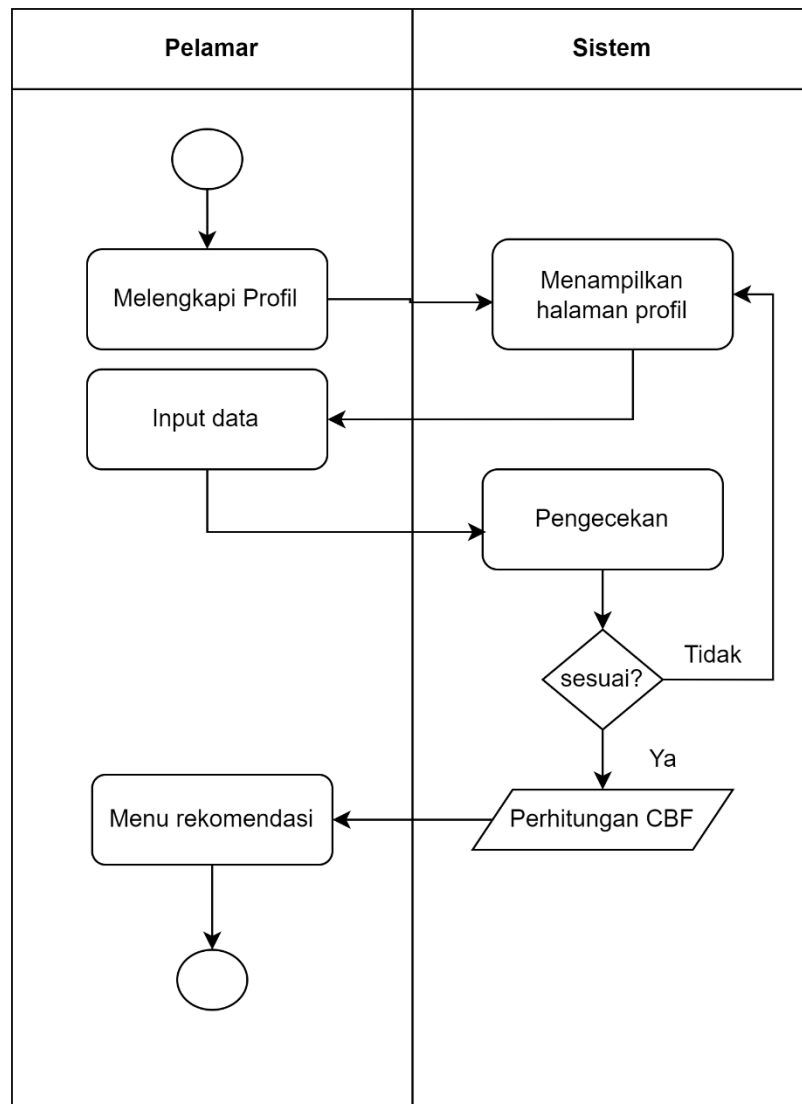 Pelamar
Sistem
Melengkapi Profil
Menampilkan
halaman profil
Input data
Pengecekan
sesuai?
Tidak
Ya
Perhitungan CBF
Menu rekomendasi